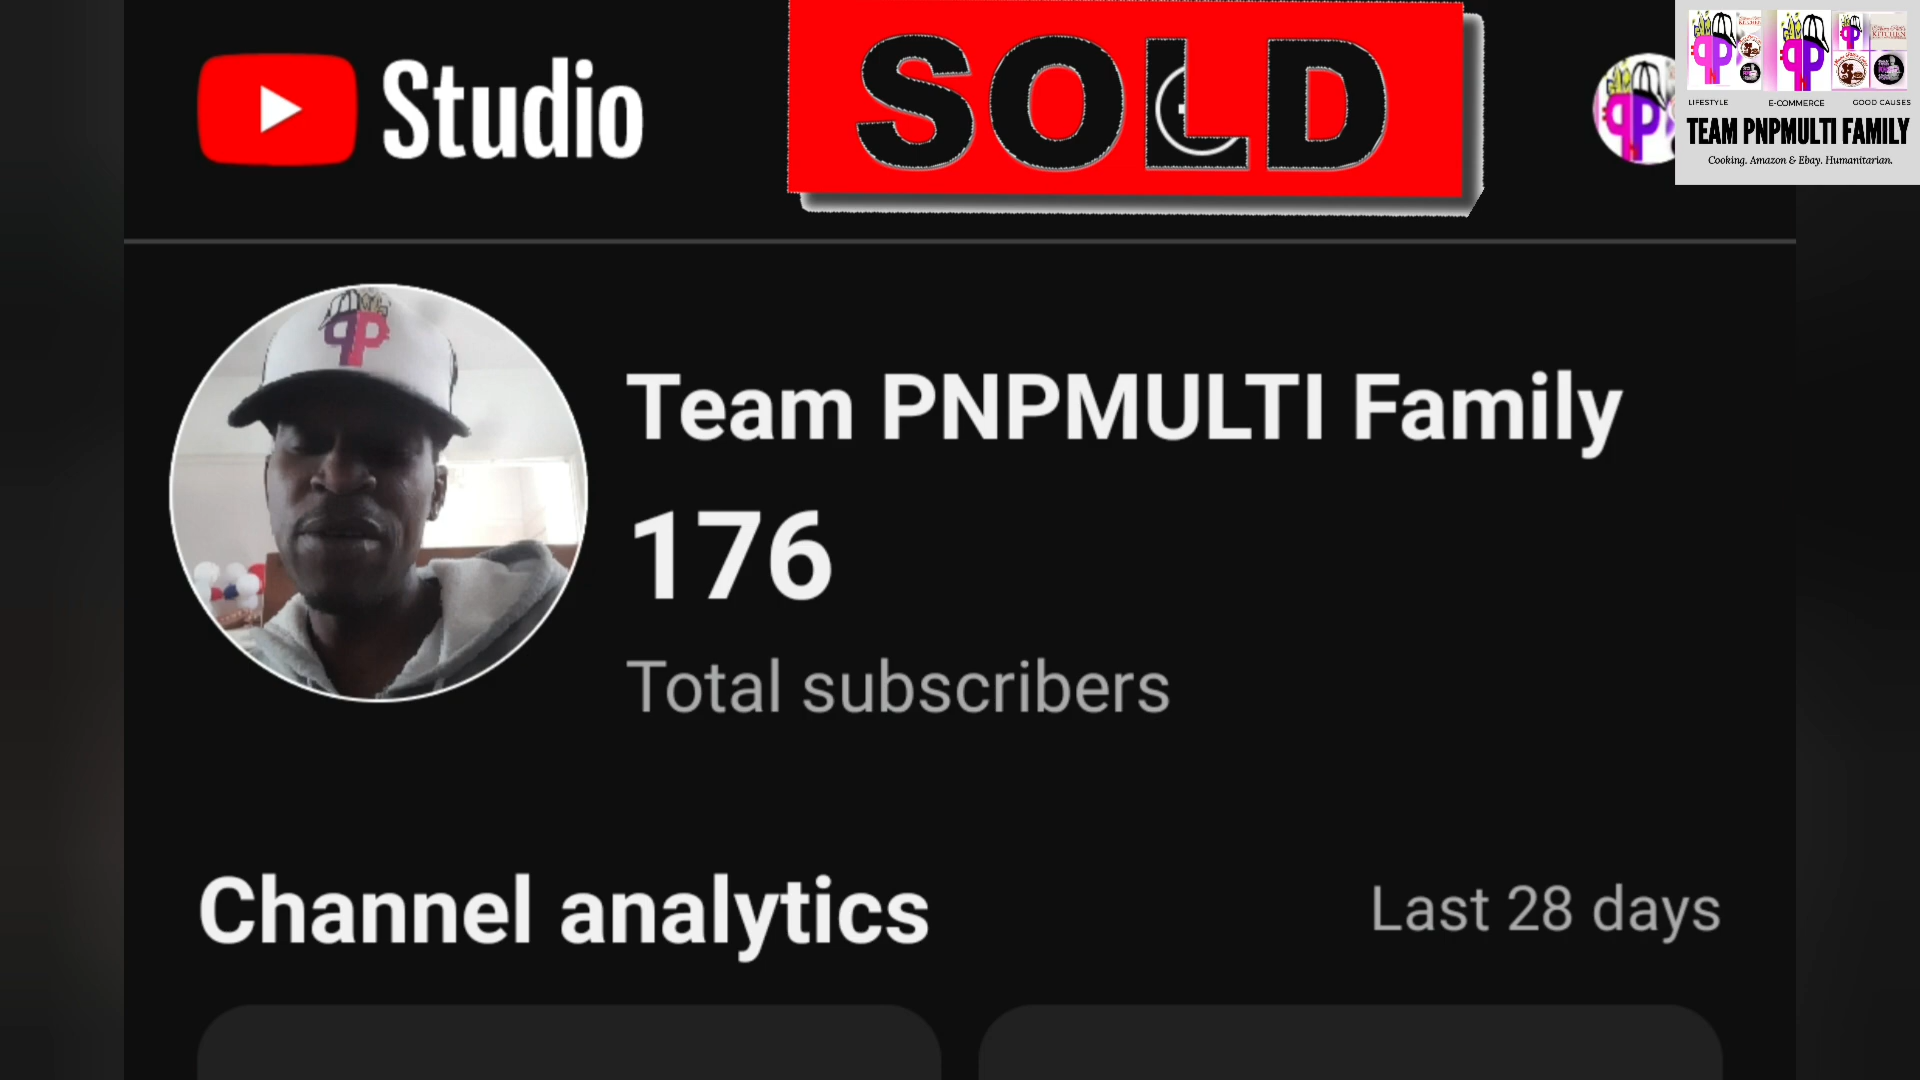 Studio
SOLD
LIFESTYLE
E-COMMERCE
GOOD CAUSES
TEAM PNPMULTI FAMILY
Cooking. Amazon & Ebay. Humanitarian.
Team PNPMULTI Family
176
Total subscribers
Channel analytics
Last 28 days